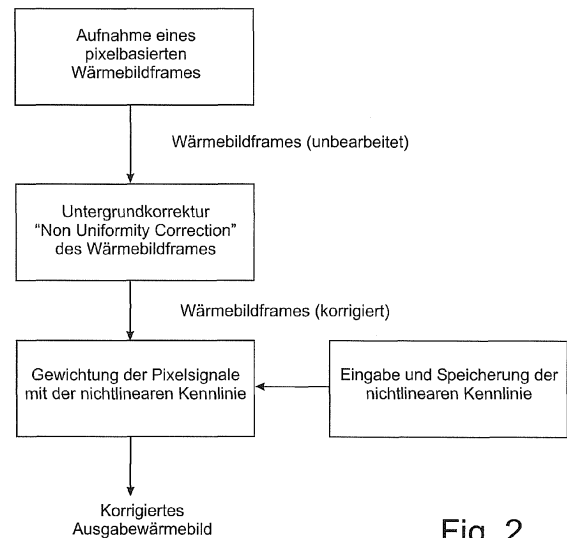 Aufnahme eines
pixelbasierten
Wärmebildframes
Wärmebildframes (unbearbeitet)
Untergrundkorrektur
“Non Uniformity Correction”
des Wärmebildframes
Wärmebildframes (korrigiert)
Gewichtung der Pixelsignale
mit der nichtlinearen Kennlinie
Eingabe und Speicherung der
nichtlinearen Kennlinie
Korrigiertes
Ausgabewärmebild
Fig. 2